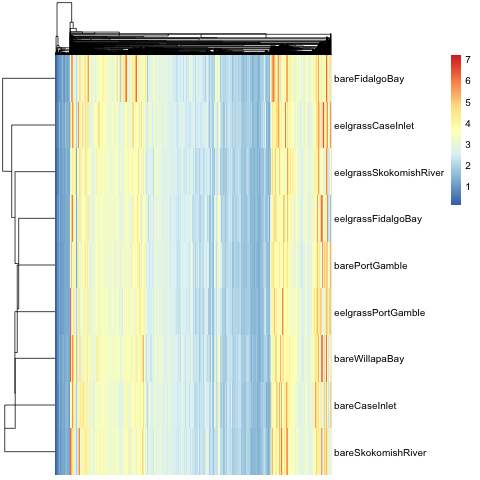 7
bareFidalgoBay
6
5
eelgrassCaseInlet
4
3
2
eelgrassSkokomishRiver
1
eelgrassFidalgoBay
barePortGamble
eelgrassPortGamble
bareWillapaBay
bareCaseInlet
bareSkokomishRiver